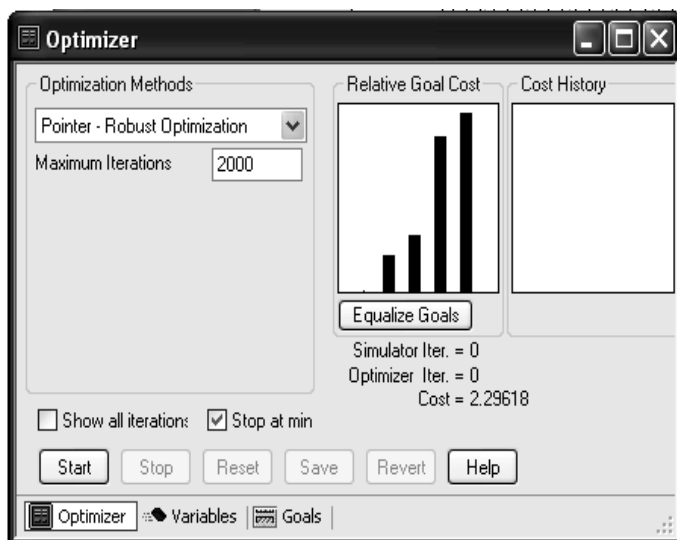 Optimizer
Optimization Methods
Relative Goal Cost
Cost History
Pointer - Robust Optimization
Maximum Iterations 2000
Equalize Goals
Simulator Iter. = 0
Optimizer Iter. = 0
Cost = 2.29618
Show all iterations Stop at min
Start Stop Reset Save Revert Help
Optimizer Variables Goals